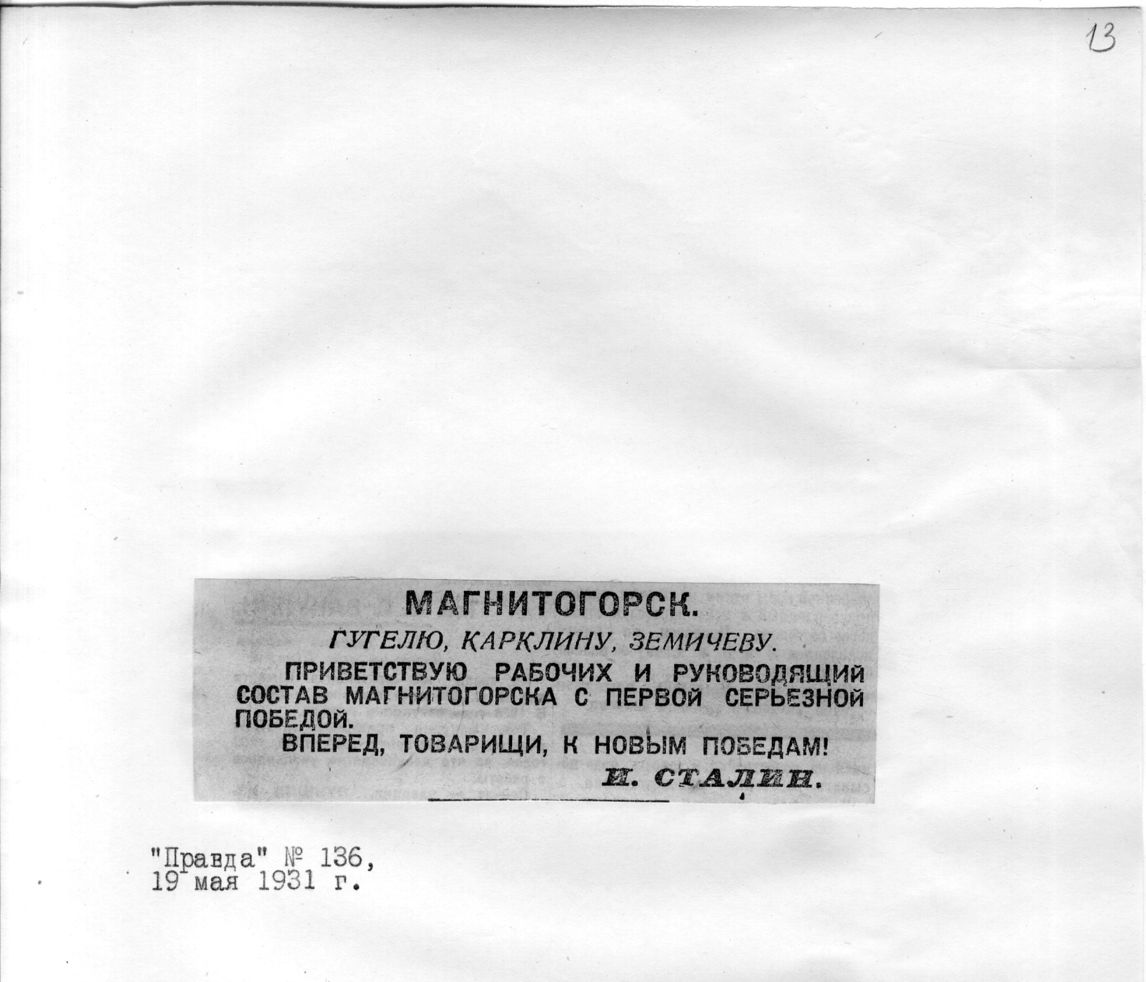 13
МАГНИТОГОРСК.
ГУГЕЛЮ, КАРКЛИНУ, ЗЕМИЧЕВУ.
ПРИВЕТСТВУЮ РАБОЧИХ И РУКОВОДЯЩИЙ
СОСТАВ МАГНИТОГОРСКА С ПЕРВОЙ СЕРЬЕЗНОЙ
ПОБЕДОЙ.
ВПЕРЕД, ТОВАРИЩИ, К НОВЫМ ПОБЕДАМ!
И. СТАЛИН.
"Правда" № 136,
19 мая 1931 г.